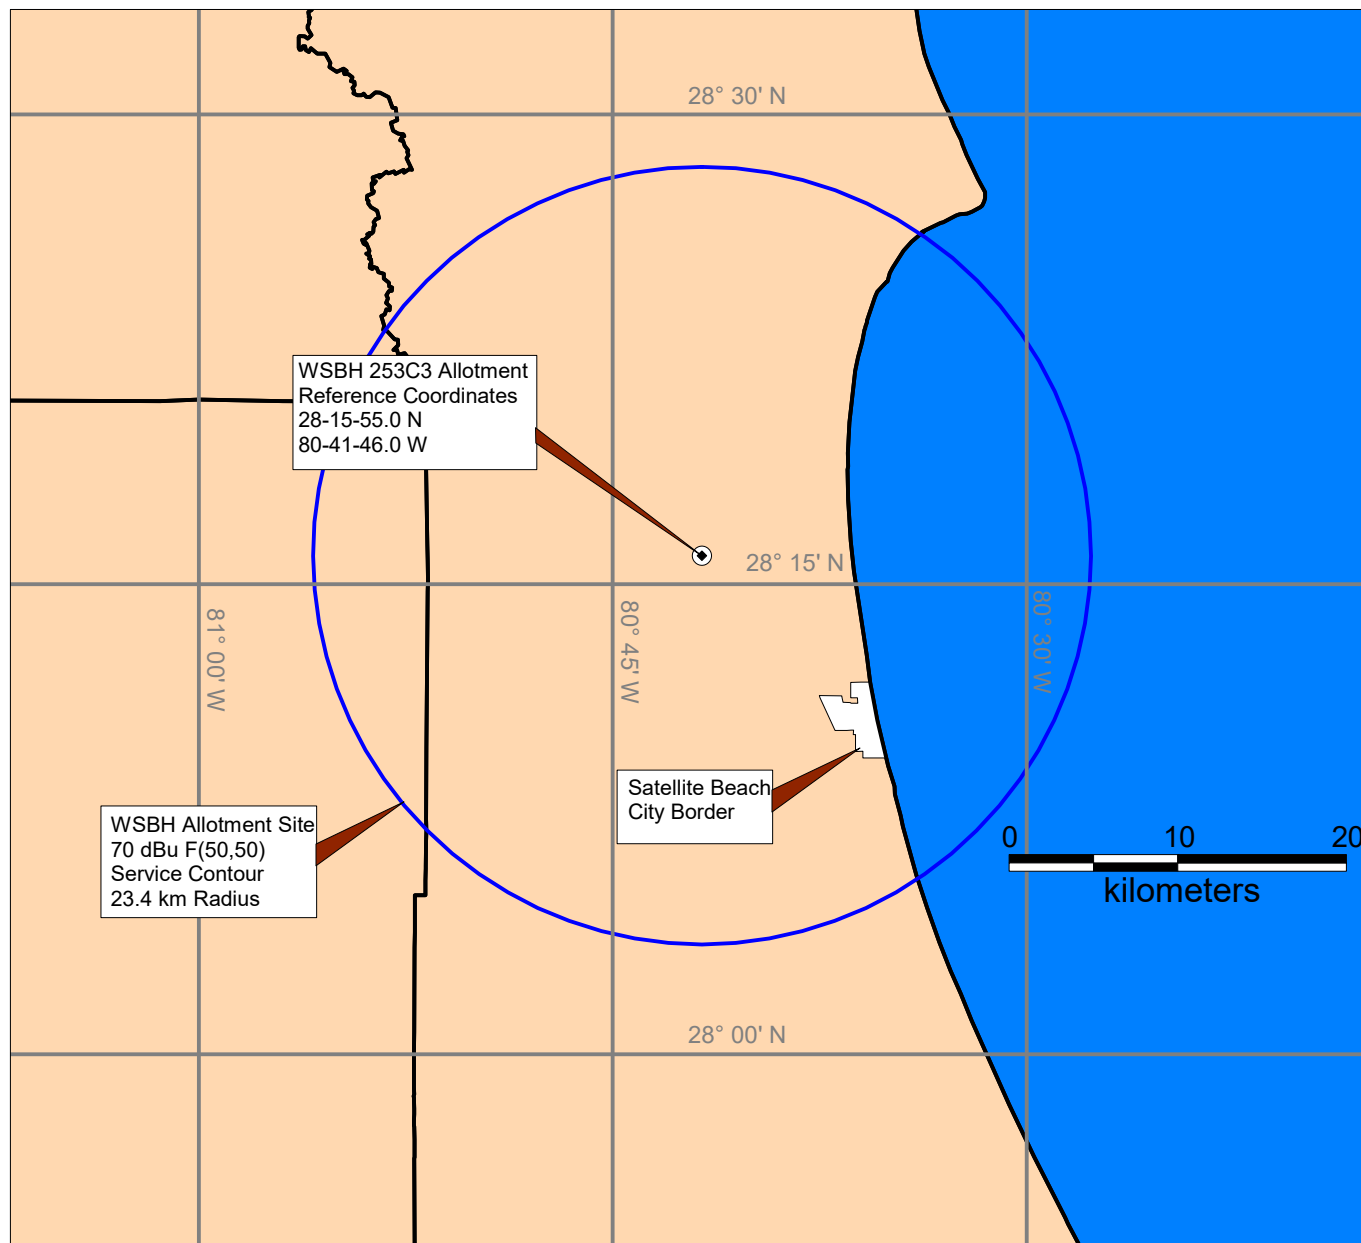 28° 30' N
WSBH 253C3 Allotment
Reference Coordinates
28-15-55.0 N
80-41-46.0 W
28° 15' N
81° 00' W
80° 45' W
80° 30' W
Satellite Beach
City Border
WSBH Allotment Site
70 dBu F(50,50)
Service Contour
23.4 km Radius
0 10 20
kilometers
28° 00' N